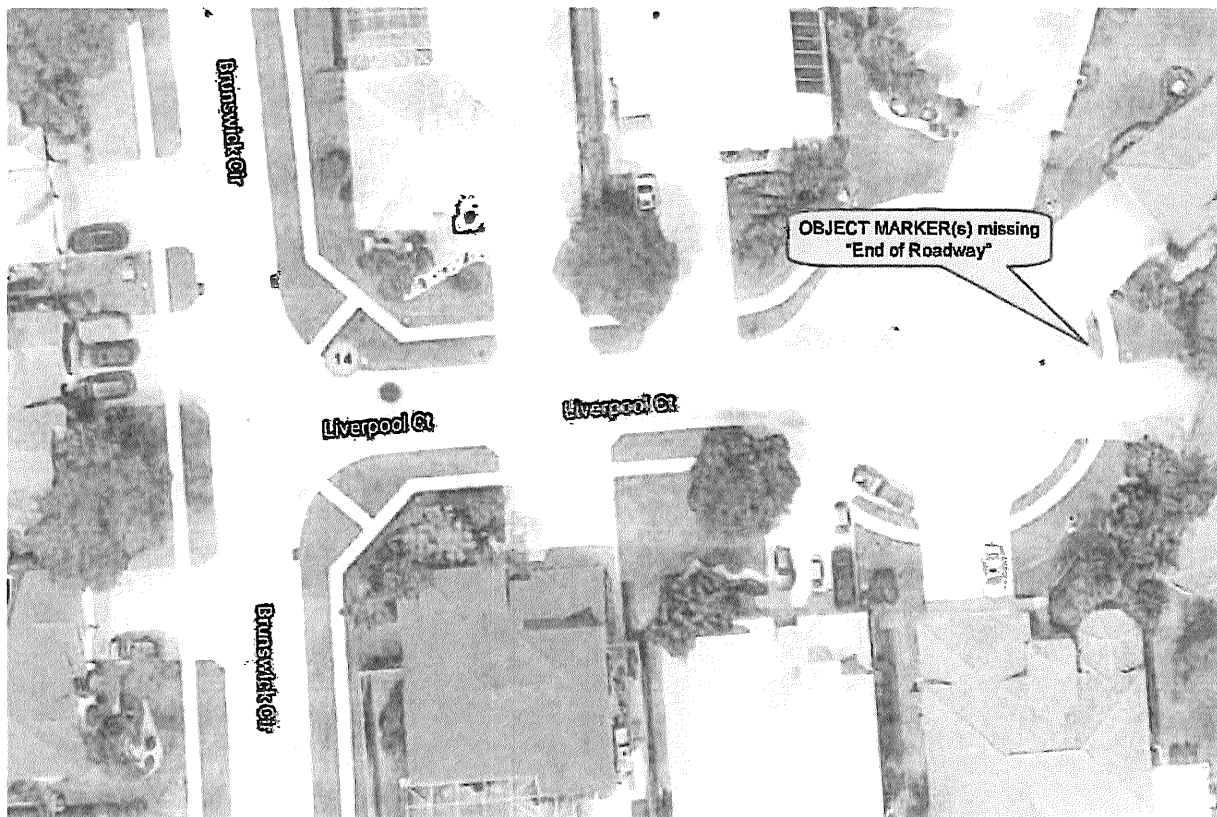 Brunswick Cir
OBJECT MARKER(s) missing
"End of Roadway"
14
Liverpool Ct
Liverpool Ct
Brunswick Cir